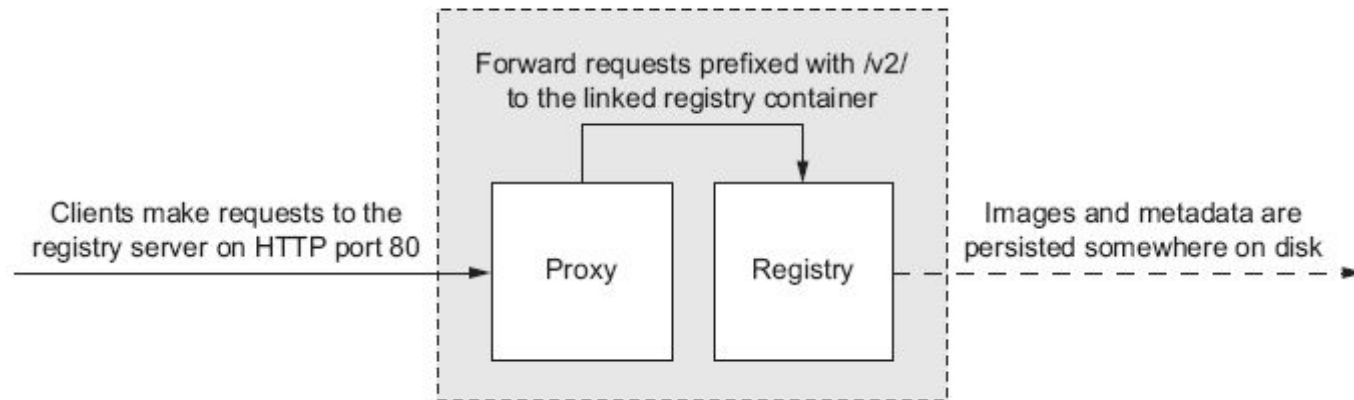 Forward requests prefixed with /v2/
to the linked registry container
Clients make requests to the
registry server on HTTP port 80
Proxy
Registry
Images and metadata are
persisted somewhere on disk